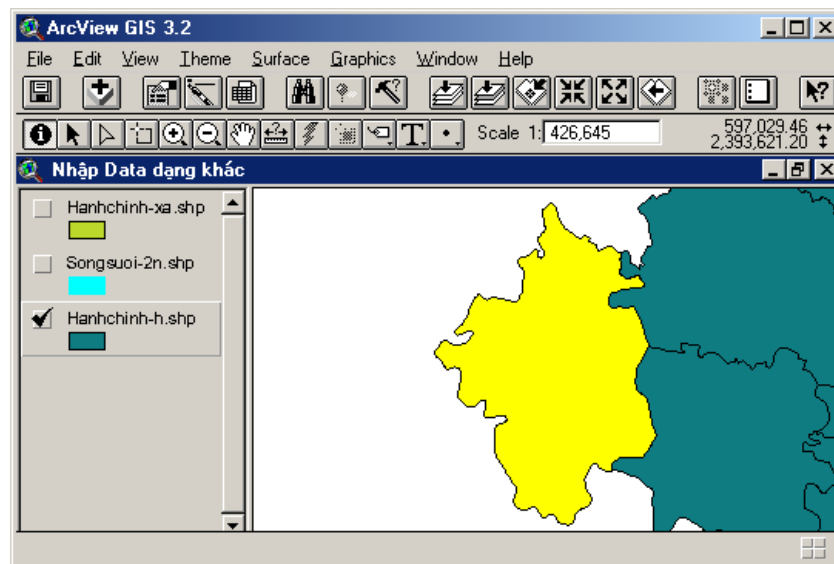 ArcView GIS 3.2
File Edit View Theme Surface Graphics Window Help
Scale 1: 426,645
597,029.46
2,393,621.20
Nhập Data dạng khác
Hanhchinh-xa.shp
Songsuoi-2n.shp
Hanhchinh-h.shp